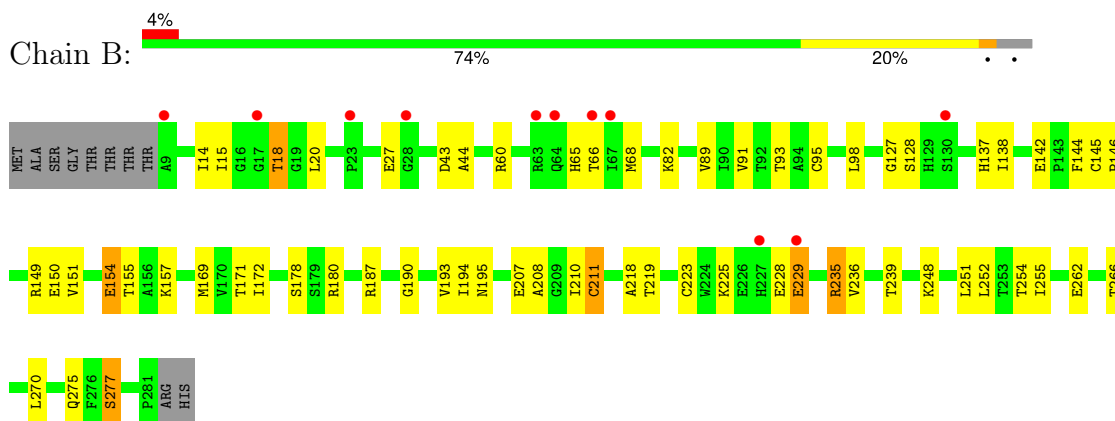 4%
Chain B:
74% 20% • •
MET ALA SER GLY THR THR THR THR A9 I14 I15 G16 G17 T18 G19 L20 P23 E27 G28 D43 A44 R60 R63 Q64 H65 T66 I67 M68 K82 V89 I90 V91 T92 T93 A94 C95 L98 G127 S128 H129 S130 H137 I138 E142 P143 F144 C145 R146
R149 E150 V151 E154 T155 A156 K157 M169 V170 T171 I172 S178 S179 R180 R187 G190 V193 I194 N195 E207 A208 G209 I210 C211 A218 T219 C223 W224 K225 E226 H227 E228 E229 R235 V236 T239 K248 L251 L252 T253 T254 I255 E262 T266
L270 Q275 F276 S277 P281 ARG HIS